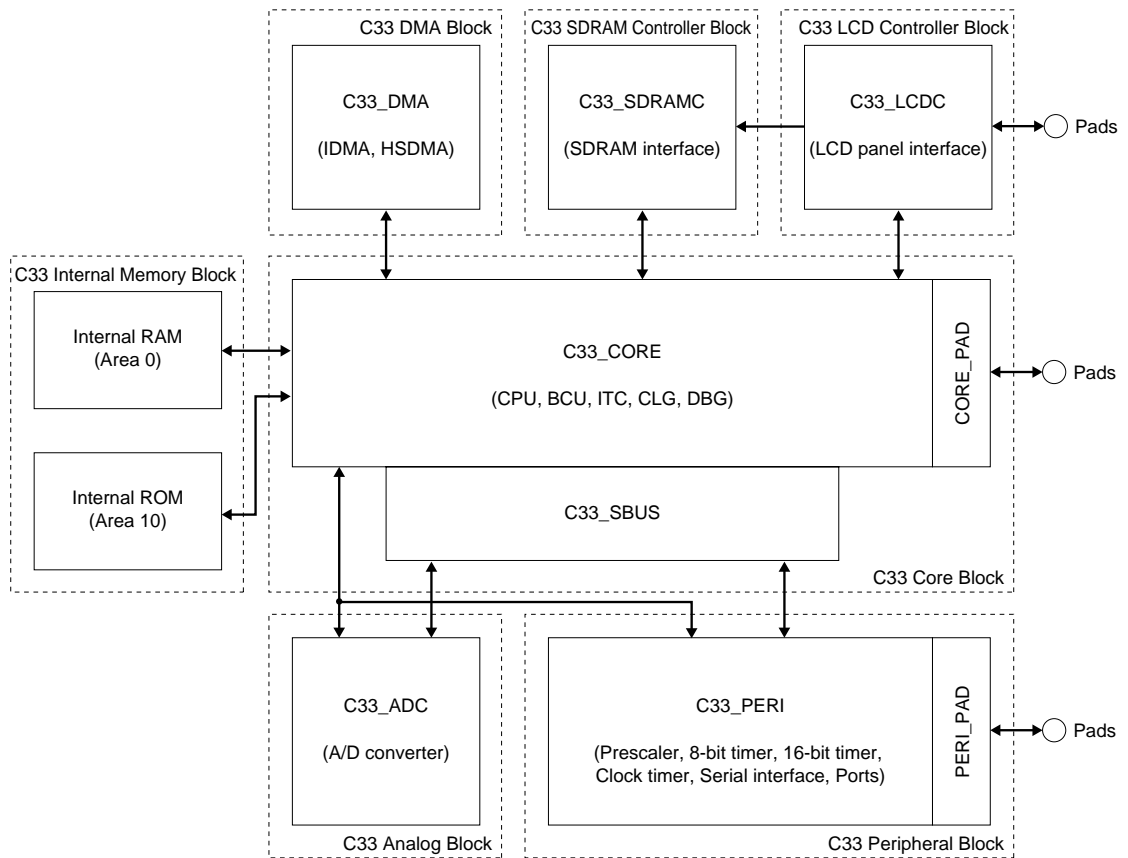 C33 DMA Block
C33 SDRAM Controller Block
C33 LCD Controller Block
C33_DMA
(IDMA, HSDMA)
C33_SDRAMC
(SDRAM interface)
C33_LCDC
(LCD panel interface)
Pads
C33 Internal Memory Block
Internal RAM
(Area 0)
Internal ROM
(Area 10)
C33_CORE
(CPU, BCU, ITC, CLG, DBG)
CORE_PAD
Pads
C33_SBUS
C33 Core Block
C33_ADC
(A/D converter)
C33 Analog Block
C33_PERI
(Prescaler, 8-bit timer, 16-bit timer,
Clock timer, Serial interface, Ports)
PERI_PAD
Pads
C33 Peripheral Block